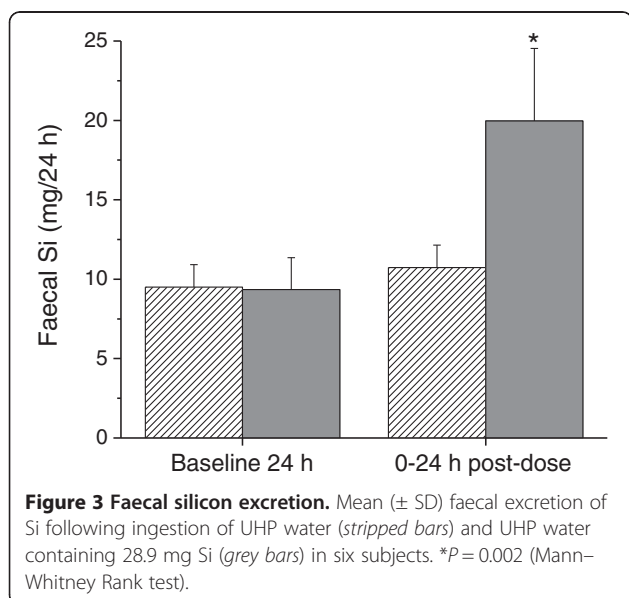 25
*
20
15
10
5
0
Faecal Si (mg/24 h)
Baseline 24 h 0-24 h post-dose
Figure 3 Faecal silicon excretion. Mean (± SD) faecal excretion of
Si following ingestion of UHP water (stripped bars) and UHP water
containing 28.9 mg Si (grey bars) in six subjects. *P = 0.002 (Mann–
Whitney Rank test).